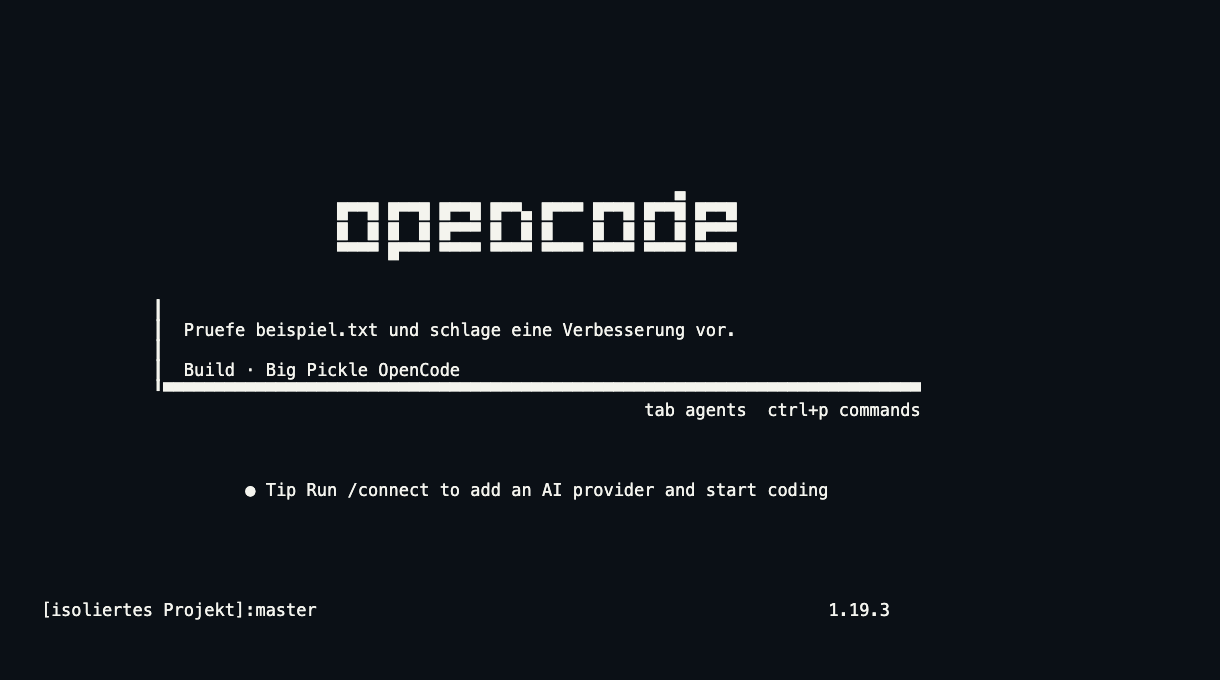 opencode
Pruefe beispiel.txt und schlage eine Verbesserung vor.
Build · Big Pickle OpenCode
tab agents  ctrl+p commands
● Tip Run /connect to add an AI provider and start coding
[isoliertes Projekt]:master
1.19.3